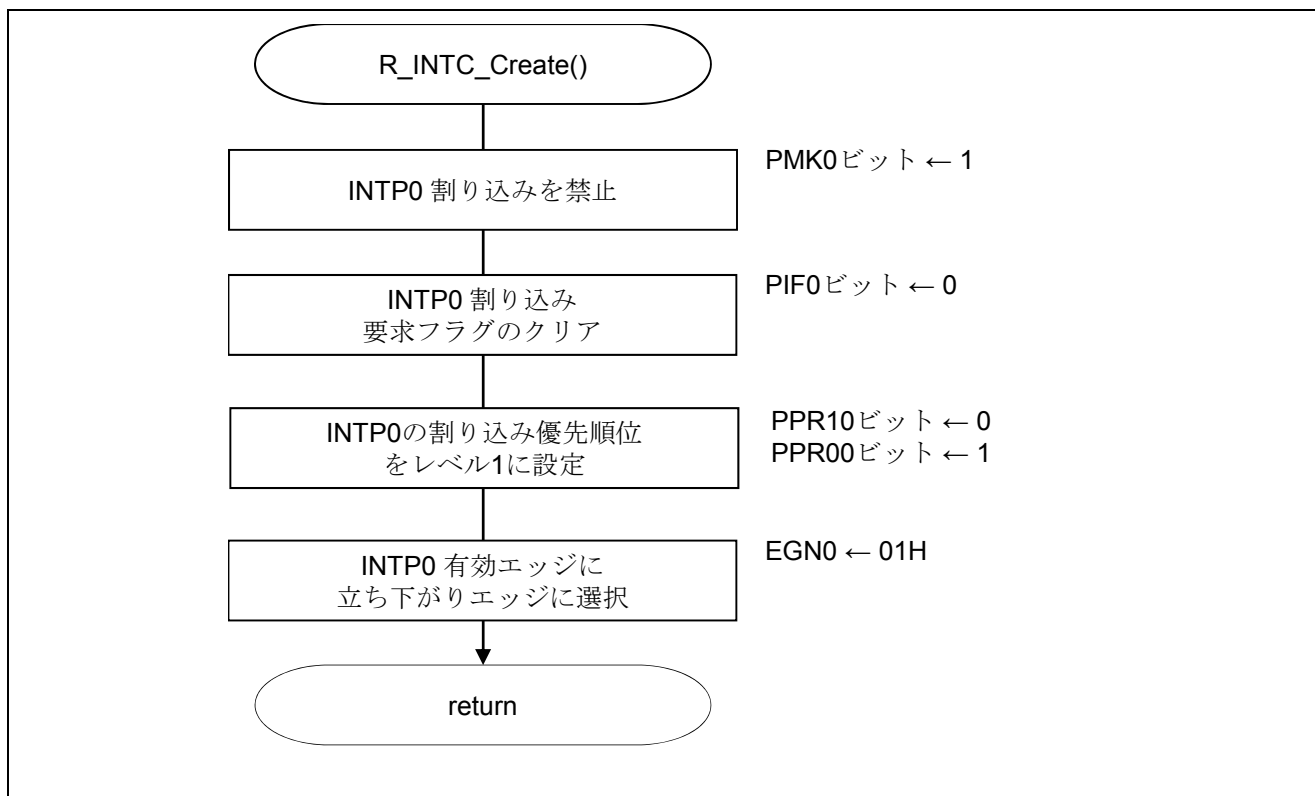 R_INTC_Create()
INTP0 割り込みを禁止
PMK0ビット ← 1
INTP0 割り込み
要求フラグのクリア
PIF0ビット ← 0
INTP0の割り込み優先順位
をレベル1に設定
PPR10ビット ← 0
PPR00ビット ← 1
INTP0 有効エッジに
立ち下がりエッジに選択
EGN0 ← 01H
return